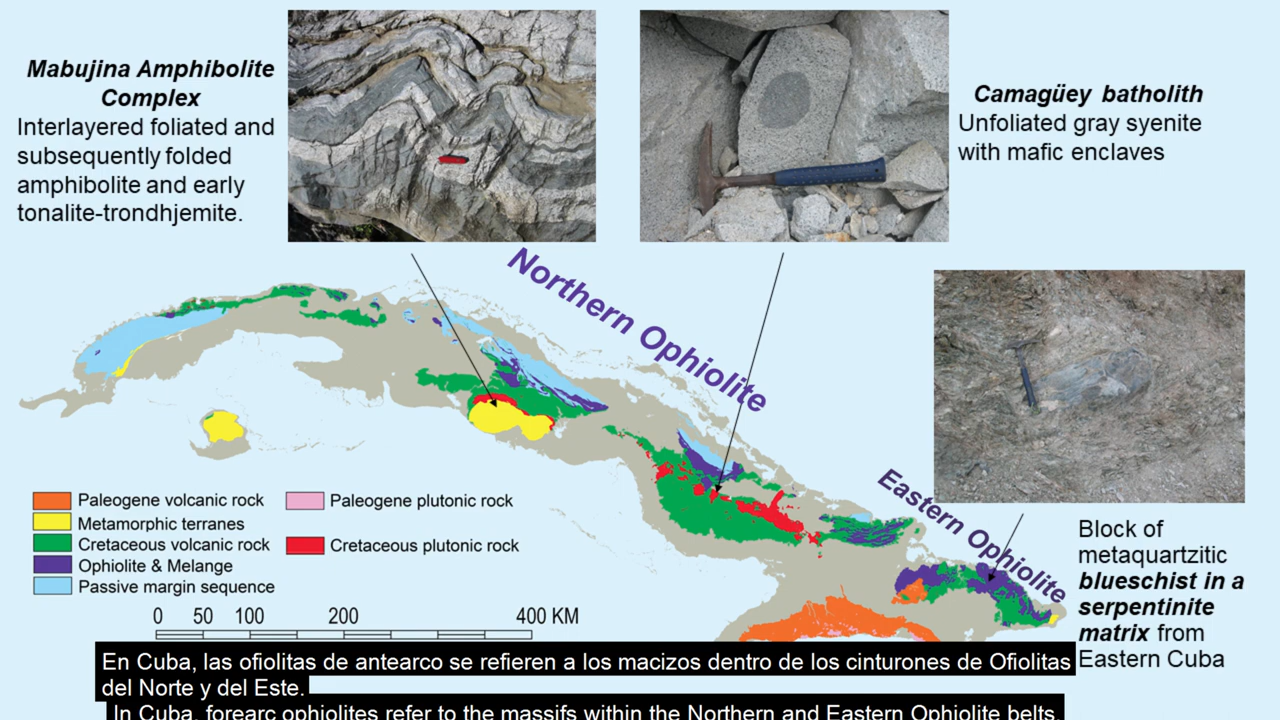 Mabujina Amphibolite
Complex
Interlayered foliated and
subsequently folded
amphibolite and early
tonalite-trondhjemite.
Camagüey batholith
Unfoliated gray syenite
with mafic enclaves
Northern Ophiolite
Eastern Ophiolite
Block of
metaquartzitic
blueschist in a
serpentinite
matrix from
Eastern Cuba
Paleogene volcanic rock
Metamorphic terranes
Cretaceous volcanic rock
Ophiolite & Melange
Passive margin sequence
Paleogene plutonic rock
Cretaceous plutonic rock
0 50 100 200 400 KM
En Cuba, las ofiolitas de antearco se refieren a los macizos dentro de los cinturones de Ofiolitas
del Norte y del Este.
In Cuba, forearc ophiolites refer to the massifs within the Northern and Eastern Ophiolite belts.